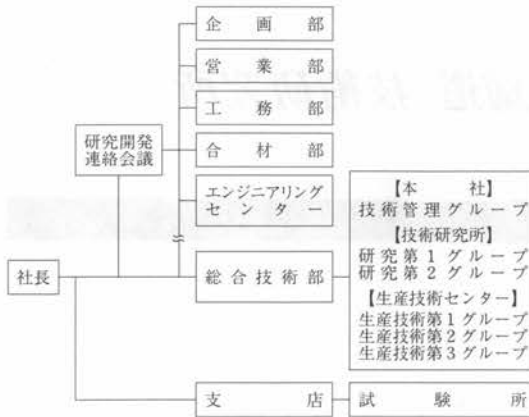 企画部
営業部
工務部
研究開発
連絡会議
合材部
エンジニアリング
センター
社長
総合技術部
【本社】
技術管理グループ
【技術研究所】
研究第1グループ
研究第2グループ
【生産技術センター】
生産技術第1グループ
生産技術第2グループ
生産技術第3グループ
支店
試験所